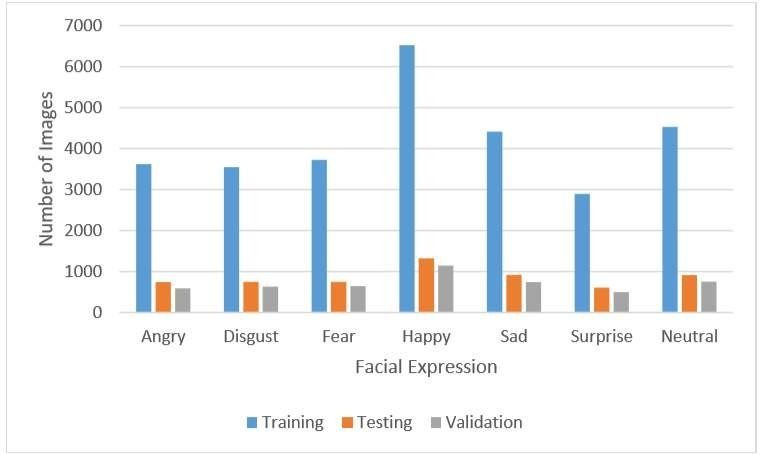 7000
6000
5000
4000
3000
2000
1000
0
Number of Images
Angry Disgust Fear Happy Sad Surprise Neutral
Facial Expression
Training Testing Validation